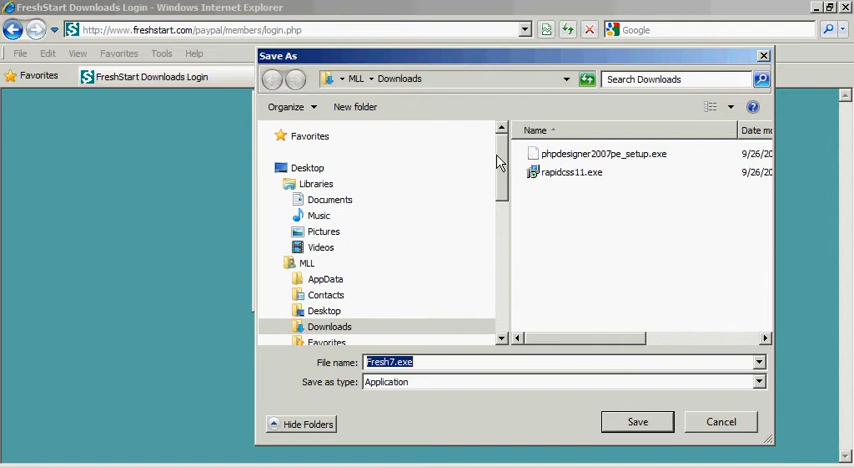 FreshStart Downloads Login - Windows Internet Explorer
http://www.freshstart.com/paypal/members/login.php
Google
File Edit View Favorites Tools Help
Favorites
FreshStart Downloads Login
Save As
MLL
Downloads
Search Downloads
Organize
New folder
Name
Date mo
Favorites
Desktop
Libraries
Documents
Music
Pictures
Videos
MLL
AppData
Contacts
Desktop
Downloads
Favorites
phpdesigner2007pe_setup.exe
9/26/20
rapidcss11.exe
9/26/20
File name:
Fresh7.exe
Save as type:
Application
Hide Folders
Save
Cancel